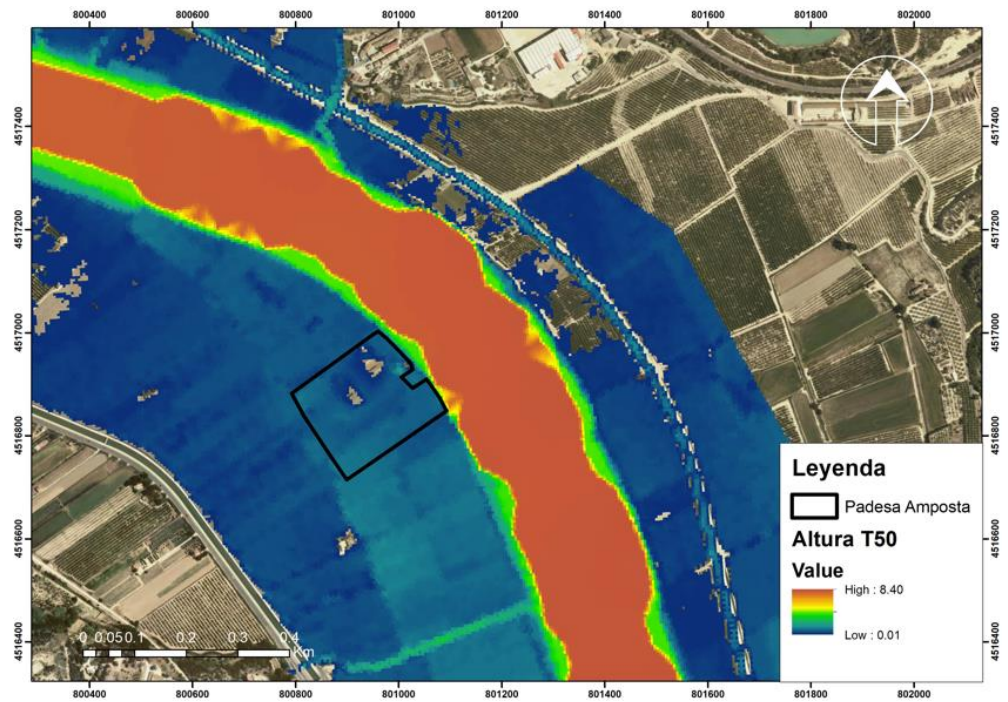 800400 800600 800800 801000 801200 801400 801600 801800 802000
4517400 4517400
4517200 4517200
4517000 4517000
4516800 4516800
4516600 4516600
4516400 4516400
Leyenda
Padesa Amposta
Altura T50
Value
High : 8.40
Low : 0.01
0 0.05 0.1 0.2 0.3 0.4
Km
800400 800600 800800 801000 801200 801400 801600 801800 802000